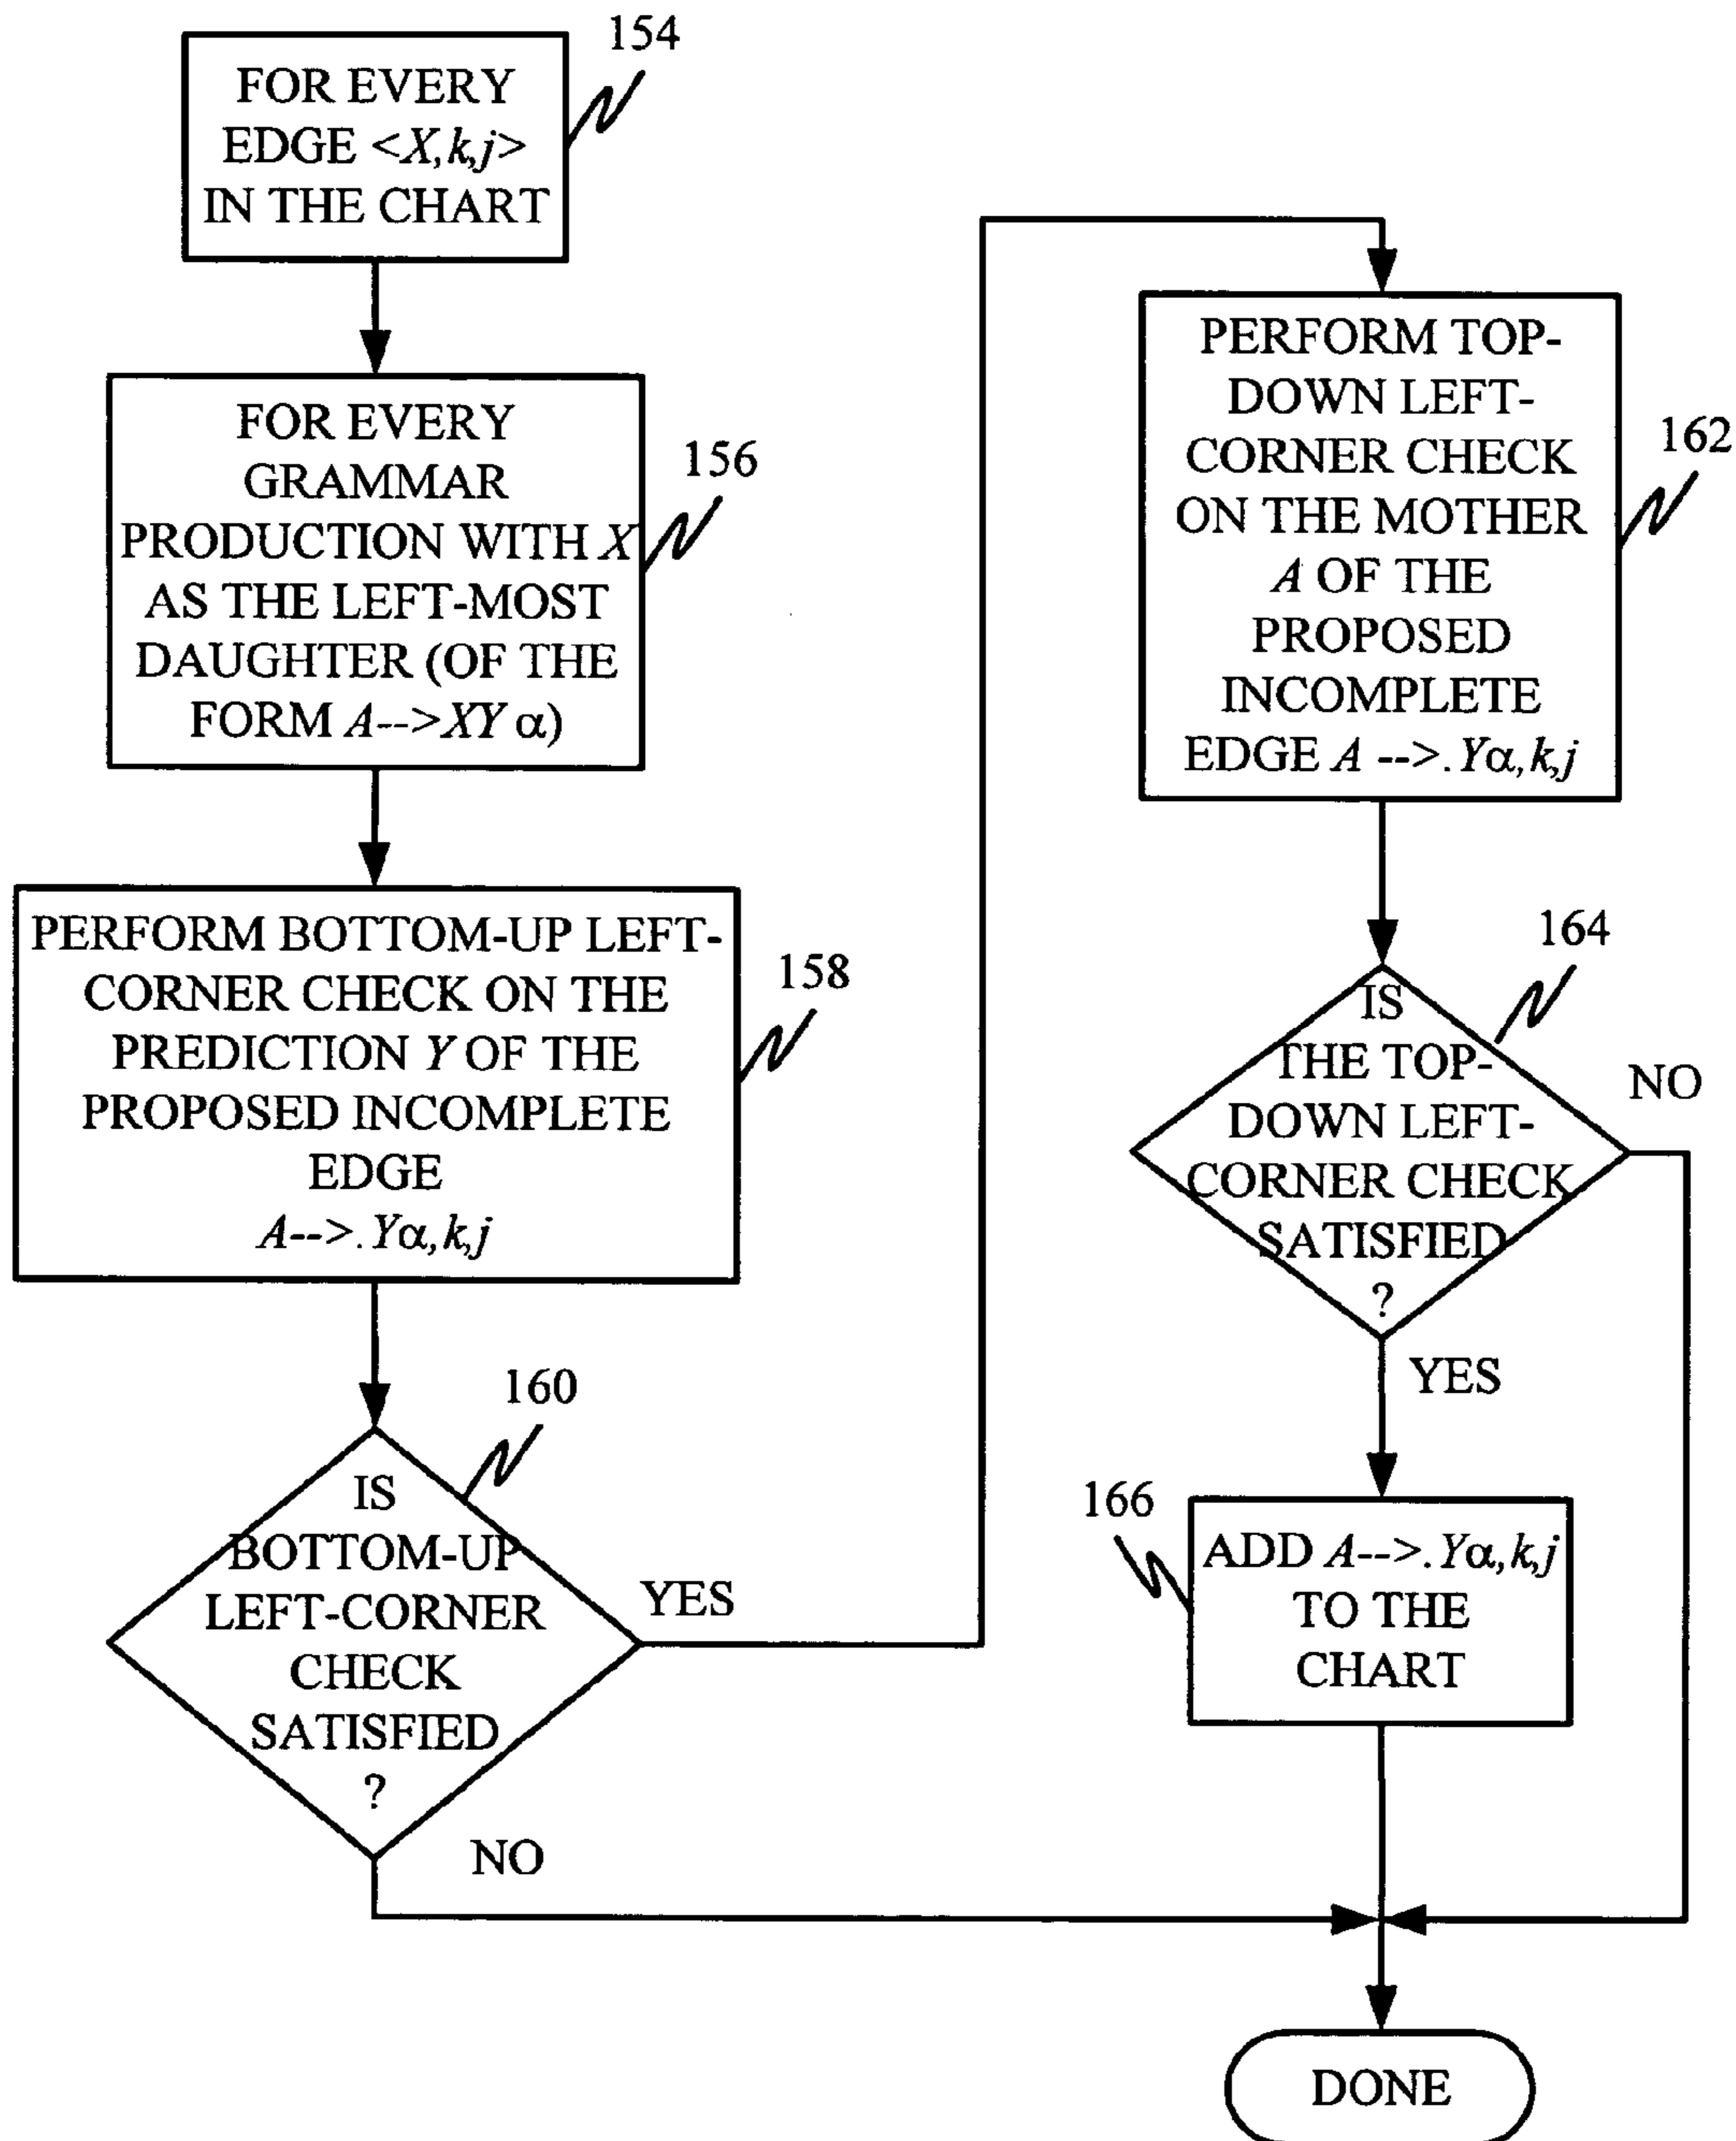 154
FOR EVERY
EDGE <X,k,j>
IN THE CHART
156
FOR EVERY
GRAMMAR
PRODUCTION WITH X
AS THE LEFT-MOST
DAUGHTER (OF THE
FORM A-->XY α)
158
PERFORM BOTTOM-UP LEFT-
CORNER CHECK ON THE
PREDICTION Y OF THE
PROPOSED INCOMPLETE
EDGE
A-->.Yα,k,j
160
IS
BOTTOM-UP
LEFT-CORNER
CHECK
SATISFIED
?
YES
NO
162
PERFORM TOP-
DOWN LEFT-
CORNER CHECK
ON THE MOTHER
A OF THE
PROPOSED
INCOMPLETE
EDGE A -->.Yα,k,j
164
IS
THE TOP-
DOWN LEFT-
CORNER CHECK
SATISFIED
?
NO
YES
166
ADD A-->.Yα,k,j
TO THE
CHART
DONE